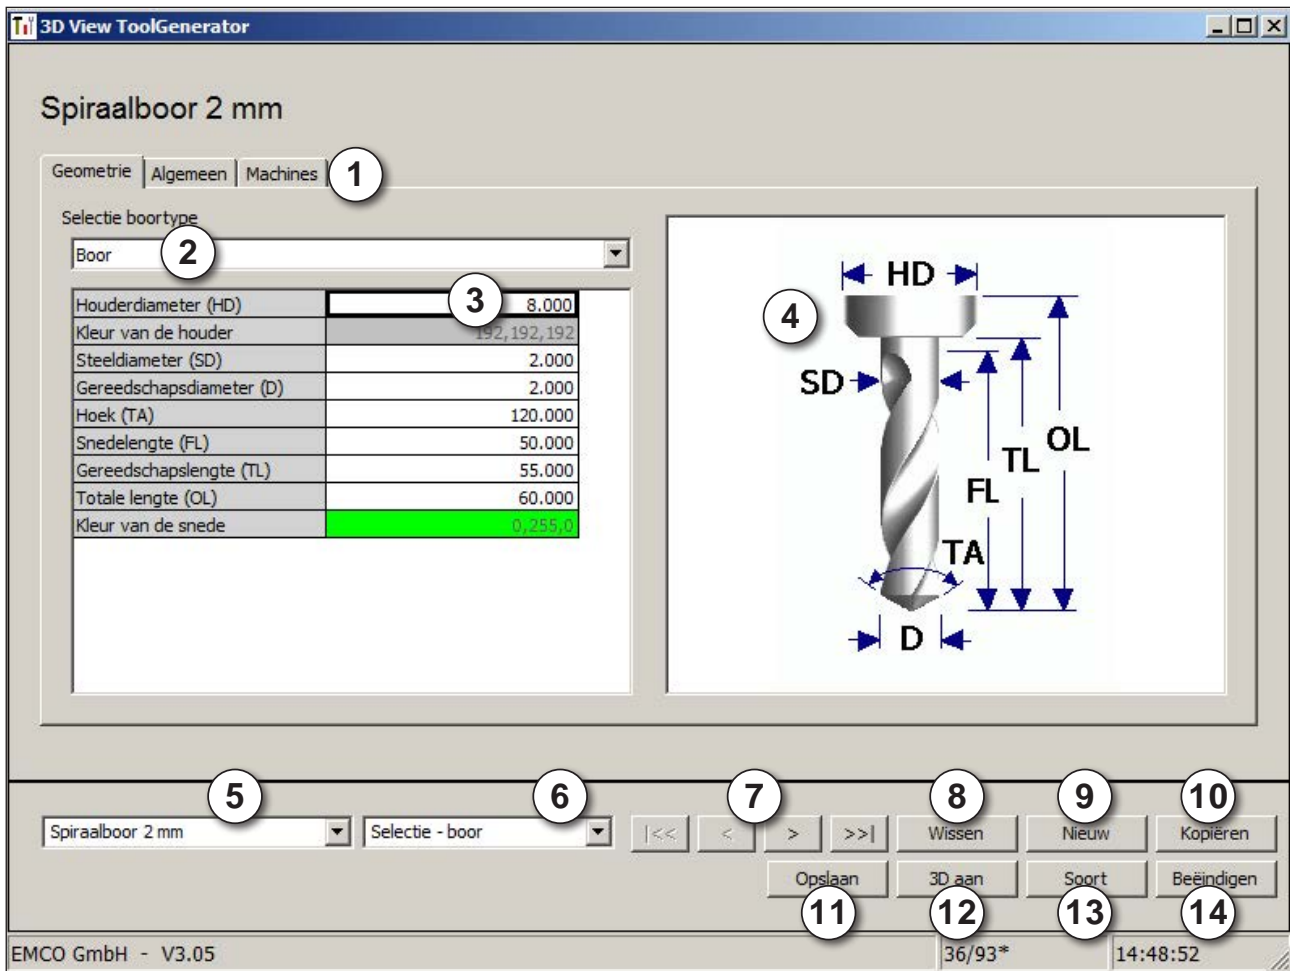 3D View ToolGenerator
Spiraalboor 2 mm
Geometrie Algemeen Machines 1
Selectie boortype
Boor 2
Houderdiameter (HD) 3 8.000
Kleur van de houder 192,192,192
Steeldiameter (SD) 2.000
Gereedschapsdiameter (D) 2.000
Hoek (TA) 120.000
Snedelengte (FL) 50.000
Gereedschapslengte (TL) 55.000
Totale lengte (OL) 60.000
Kleur van de snede 0,255,0
HD
4
SD
OL
TL
FL
TA
D
5 6 7 8 9 10
Spiraalboor 2 mm Selectie - boor |<< < > >>| Wissen Nieuw Kopiëren
Opslaan 3D aan Soort Beëindigen
11 12 13 14
EMCO GmbH - V3.05 36/93* 14:48:52